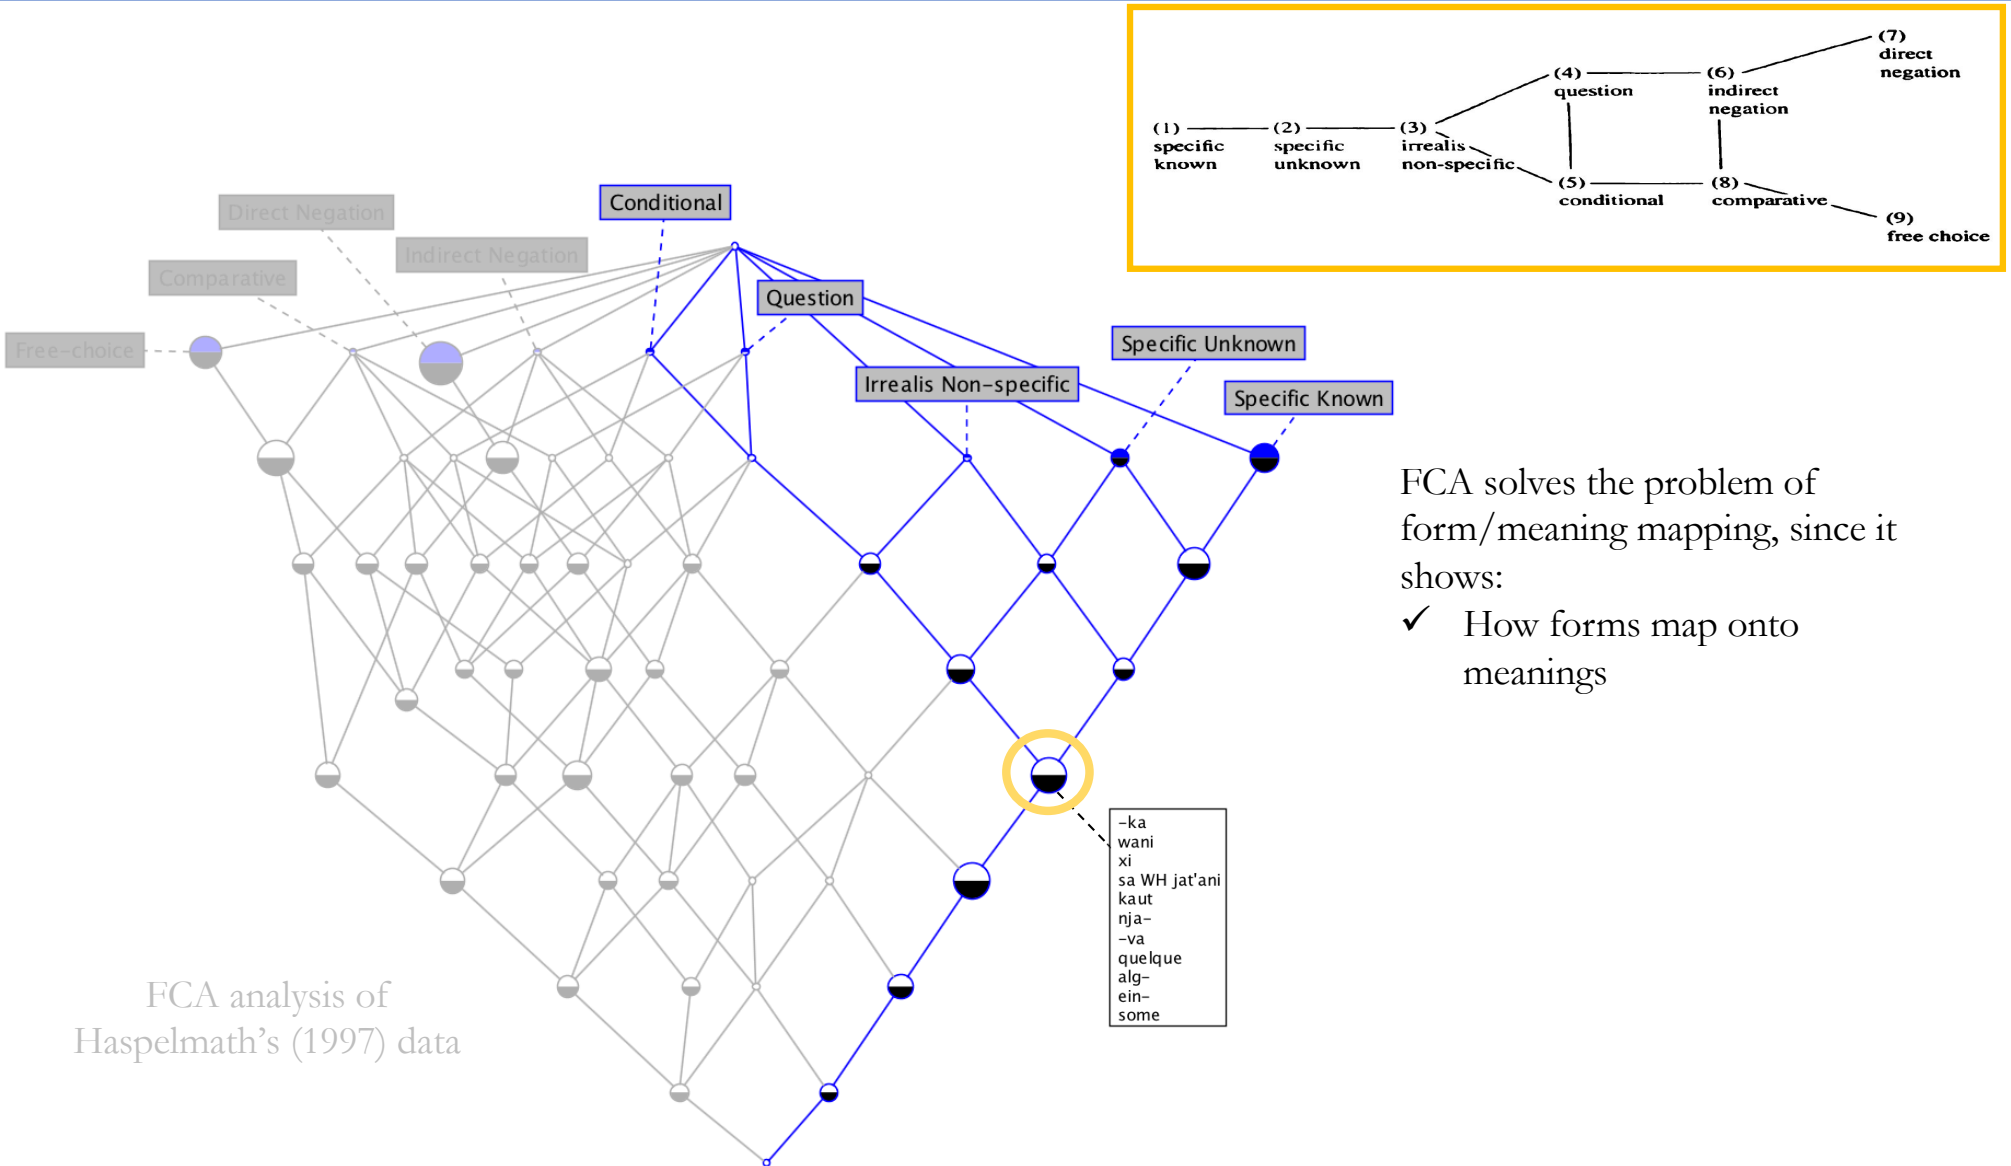 (7)
direct
negation
(4)
question
(6)
indirect
negation
(1)
specific
known
(2)
specific
unknown
(3)
irrealis
non-specific
(5)
conditional
(8)
comparative
(9)
free choice
Conditional
Direct Negation
Indirect Negation
Comparative
Question
Free-choice
Specific Unknown
Irrealis Non-specific
Specific Known
FCA solves the problem of
form/meaning mapping, since it
shows:
✓ How forms map onto
meanings
-ka
wani
xi
sa WH jat'ani
kaut
nja-
-va
quelque
alg-
ein-
some
FCA analysis of
Haspelmath's (1997) data